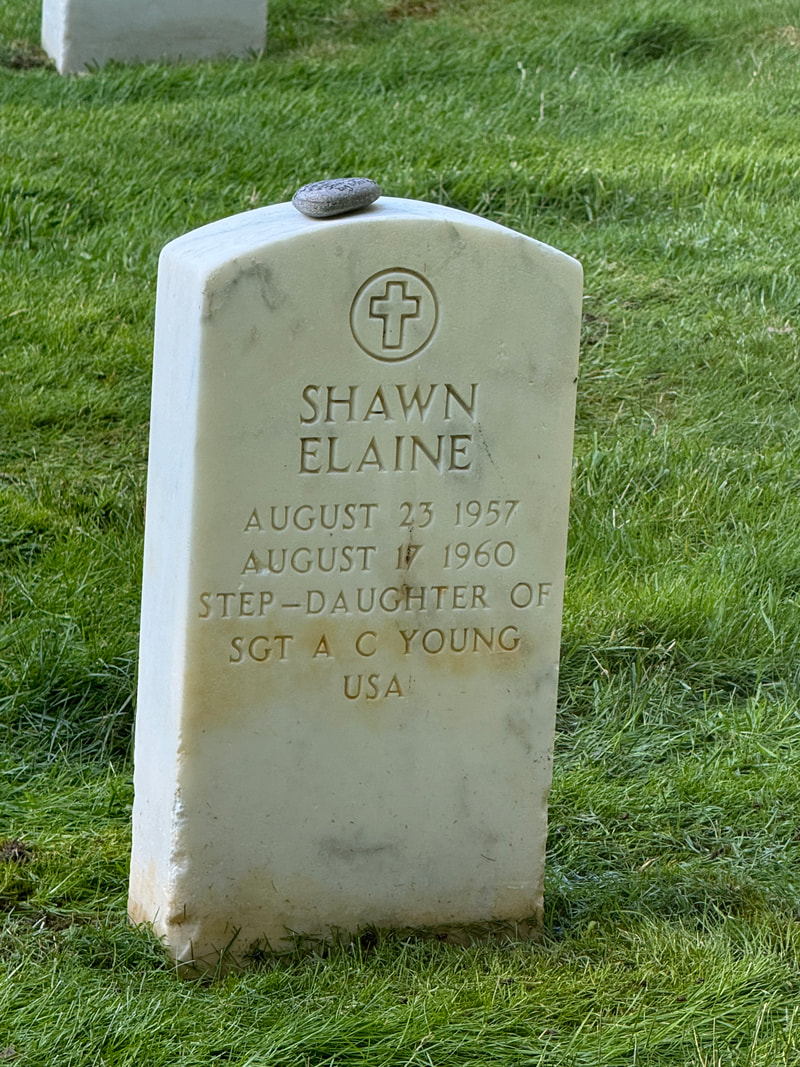 SHAWN
ELAINE
AUGUST 23 1957
AUGUST 17 1960
STEP–DAUGHTER OF
SGT A C YOUNG
USA